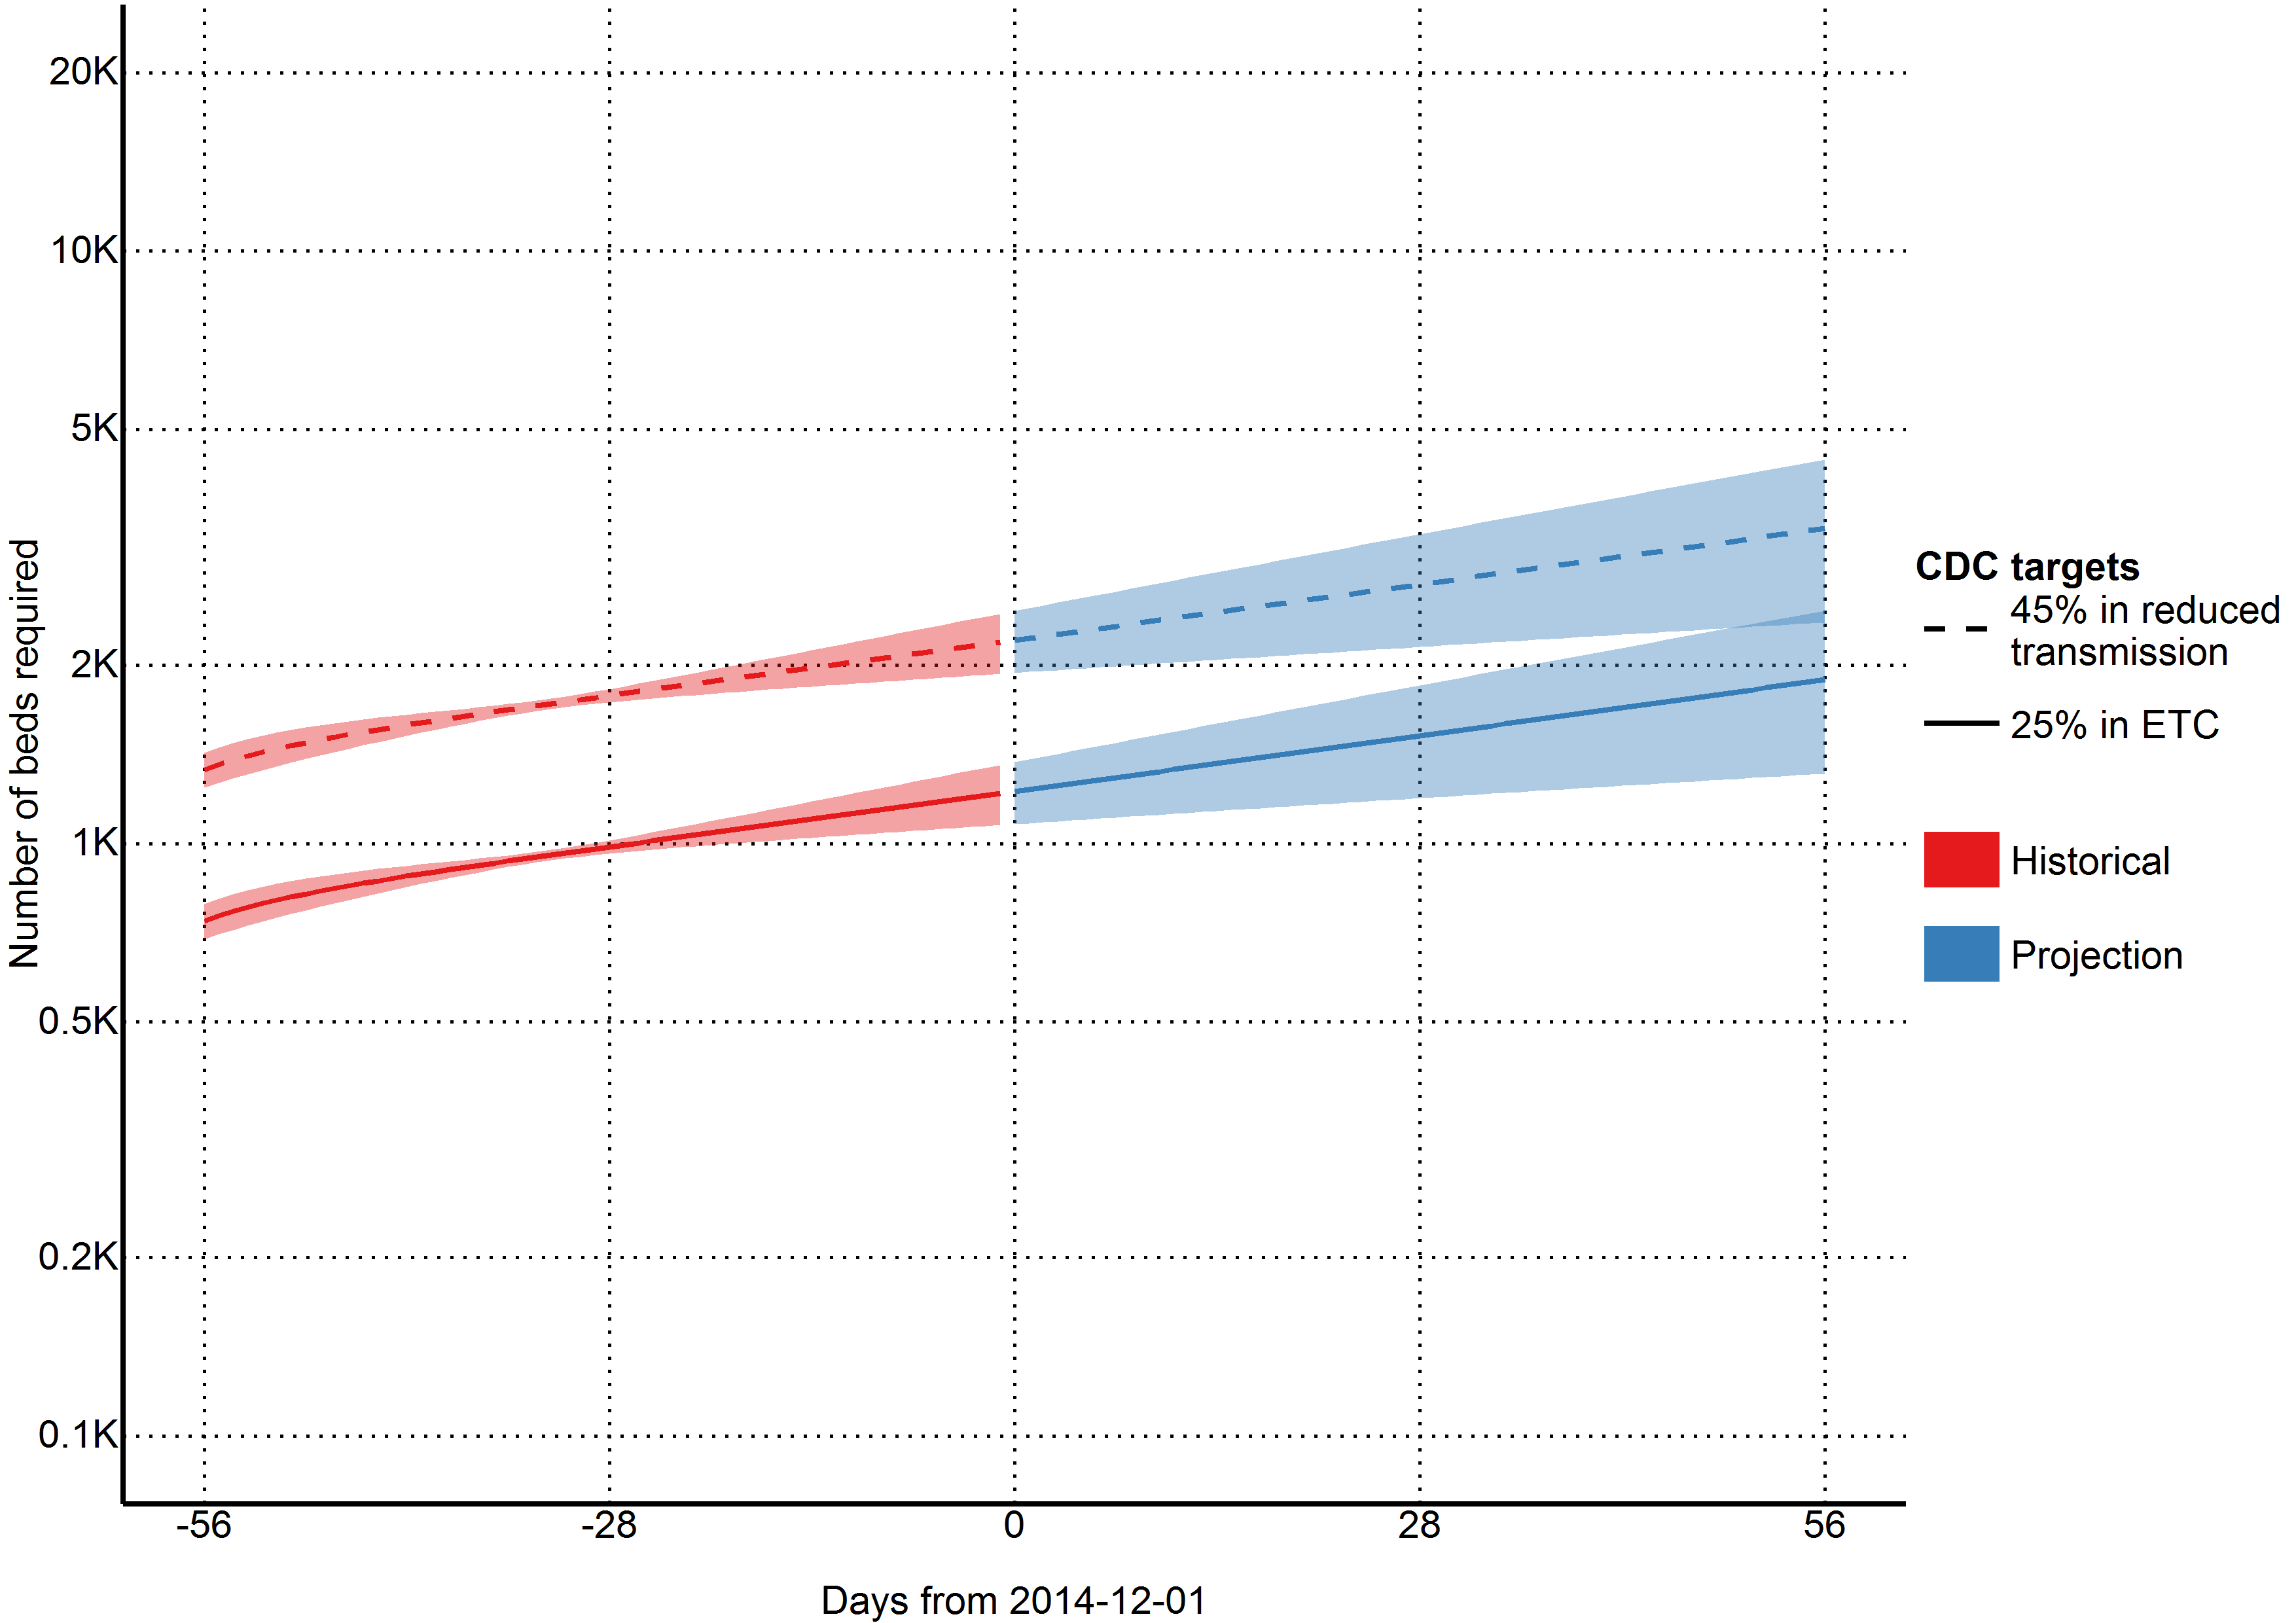 20K
10K
5K
2K
1K
0.5K
0.2K
0.1K
Number of beds required
-56
-28
0
28
56
Days from 2014-12-01
CDC targets
45% in reduced
transmission
25% in ETC
Historical
Projection